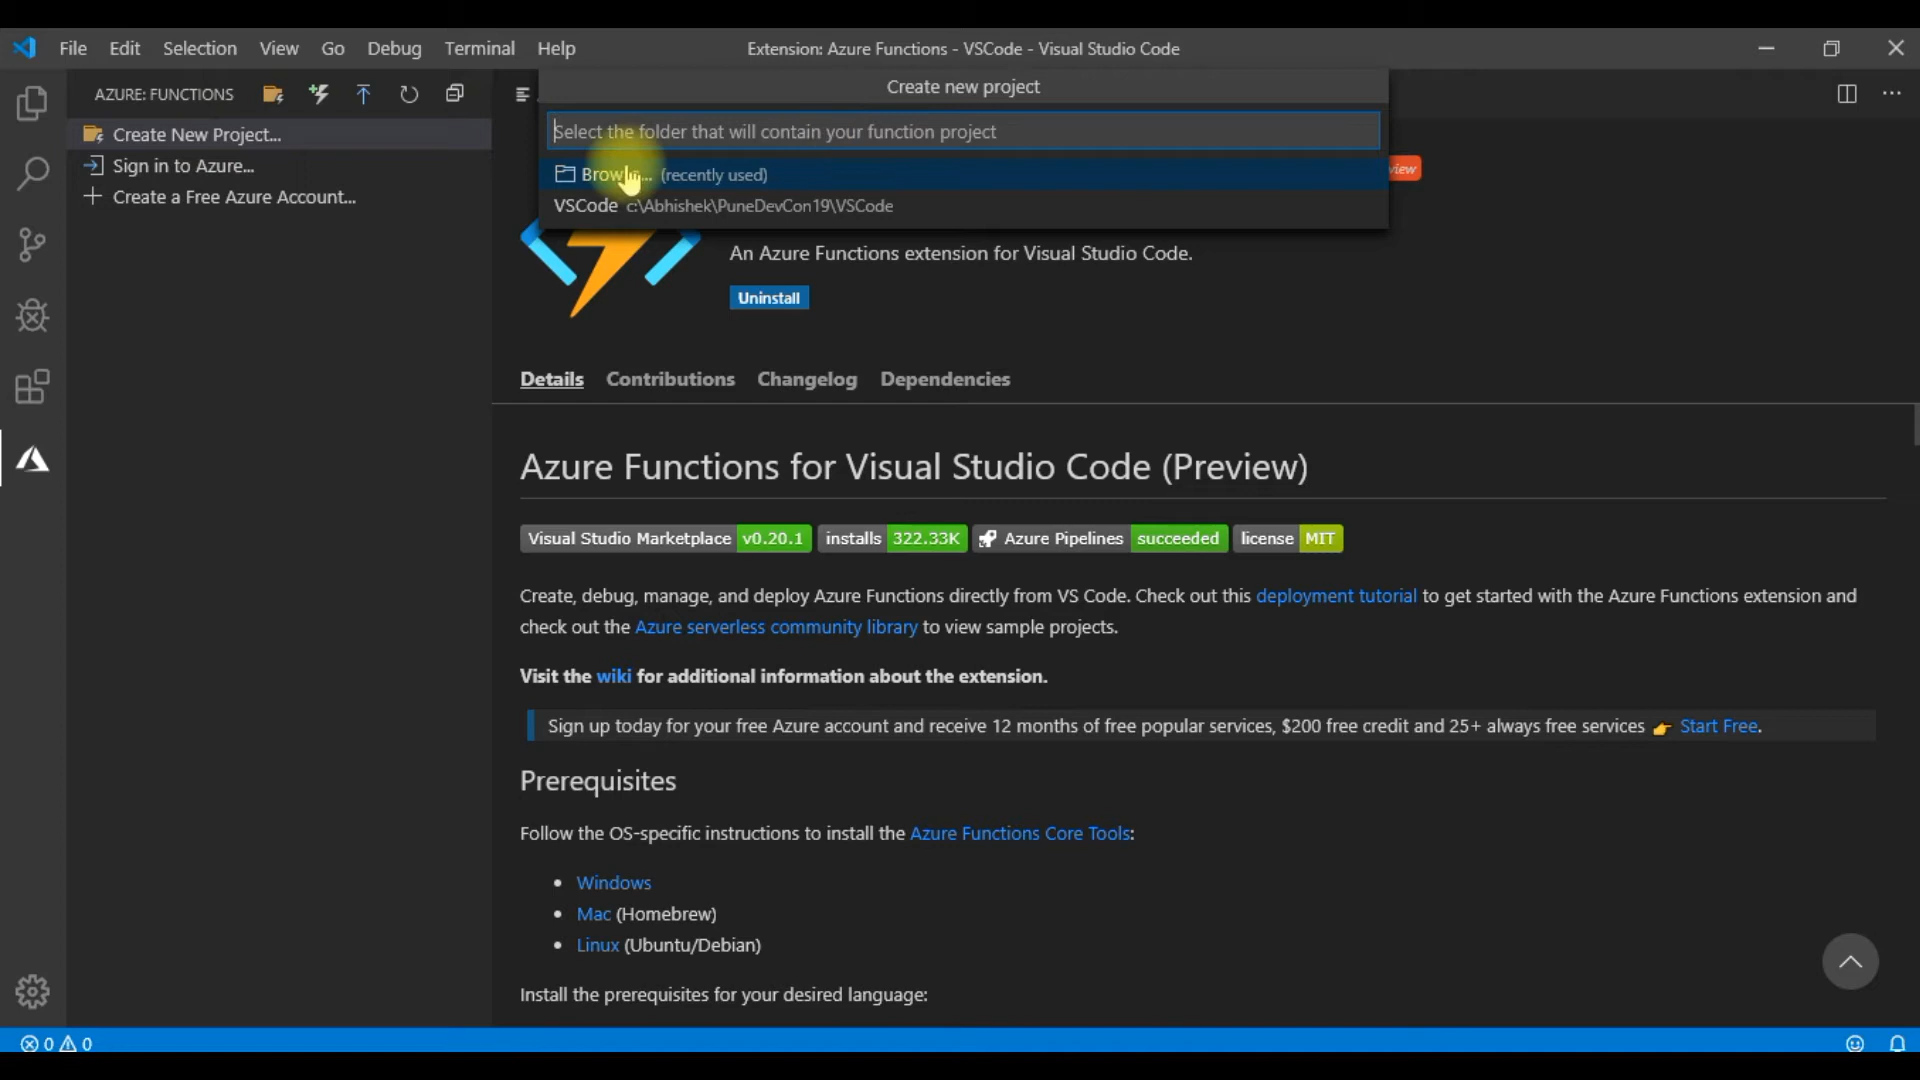 File Edit Selection View Go Debug Terminal Help
Extension: Azure Functions - VSCode - Visual Studio Code
AZURE: FUNCTIONS
Create New Project...
Sign in to Azure...
Create a Free Azure Account...
Create new project
Select the folder that will contain your function project
(recently used)
VSCode c:\Abhishek\PuneDevCon19\VSCode
An Azure Functions extension for Visual Studio Code.
Uninstall
Details Contributions Changelog Dependencies
Azure Functions for Visual Studio Code (Preview)
Visual Studio Marketplace v0.20.1 installs 322.33K Azure Pipelines succeeded license MIT
Create, debug, manage, and deploy Azure Functions directly from VS Code. Check out this deployment tutorial to get started with the Azure Functions extension and
check out the Azure serverless community library to view sample projects.
Visit the wiki for additional information about the extension.
Sign up today for your free Azure account and receive 12 months of free popular services, $200 free credit and 25+ always free services 👉 Start Free.
Prerequisites
Follow the OS-specific instructions to install the Azure Functions Core Tools:
• Windows
• Mac (Homebrew)
• Linux (Ubuntu/Debian)
Install the prerequisites for your desired language:
0 0